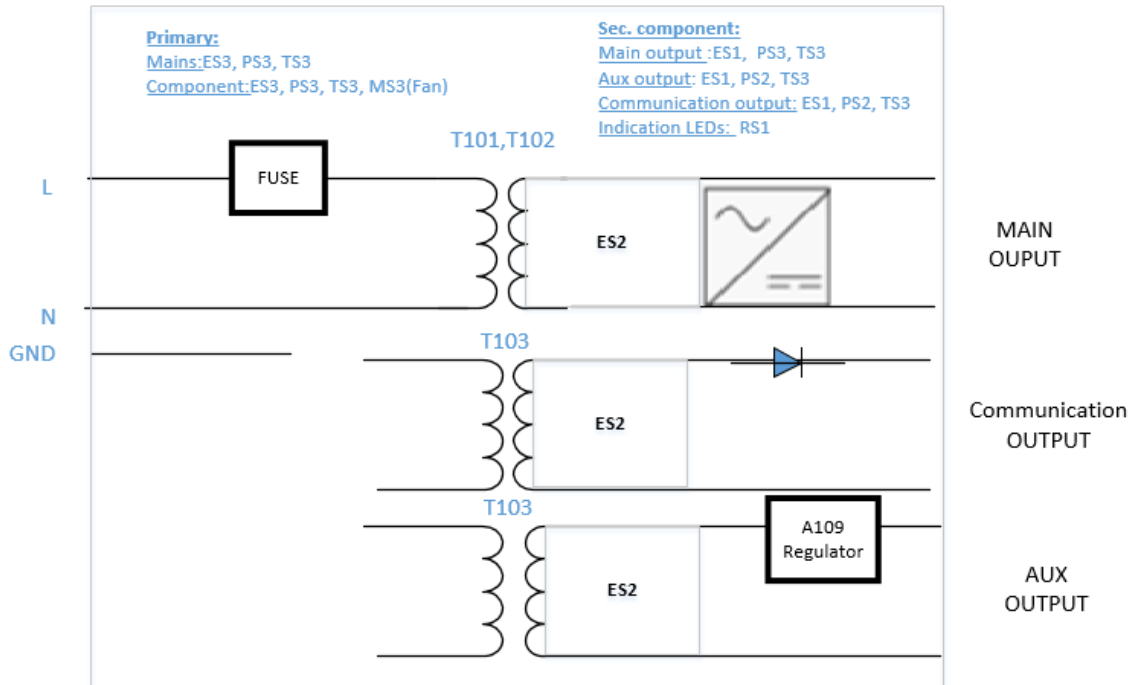 Primary:
Mains:ES3, PS3, TS3
Component:ES3, PS3, TS3, MS3(Fan)
Sec. component:
Main output :ES1, PS3, TS3
Aux output: ES1, PS2, TS3
Communication output: ES1, PS2, TS3
Indication LEDs: RS1
T101,T102
FUSE
L
ES2
MAIN
OUPUT
N
GND
T103
ES2
Communication
OUTPUT
T103
A109
Regulator
ES2
AUX
OUTPUT